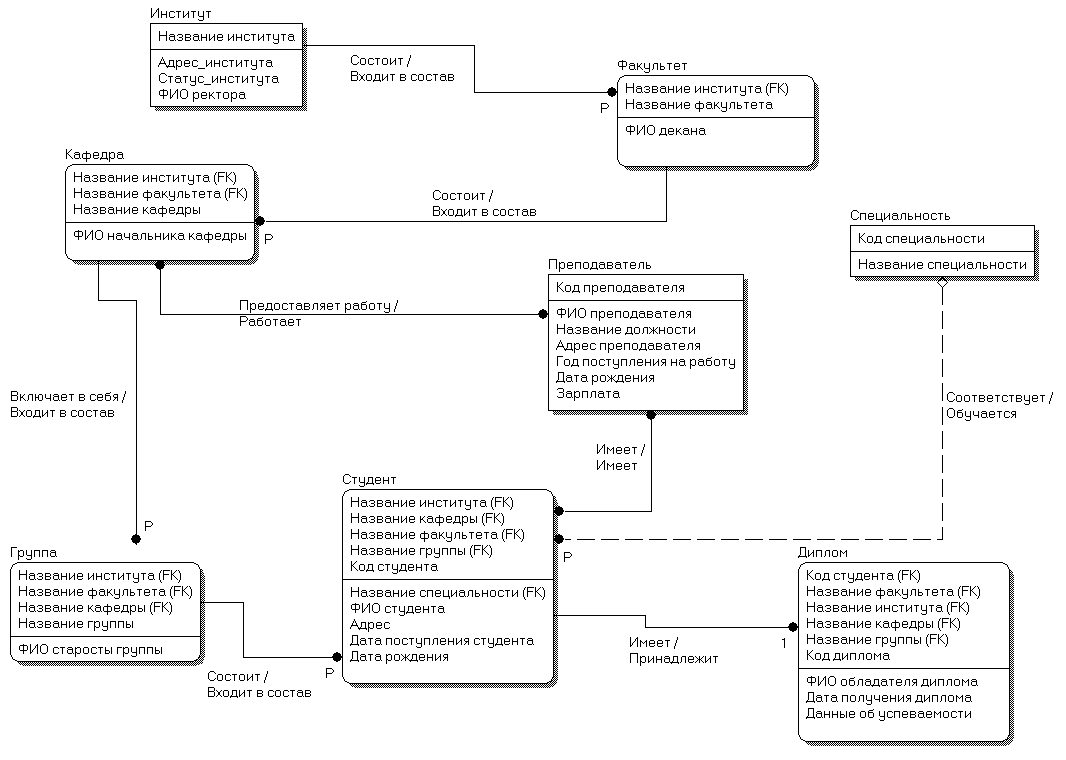 Институт
Название института
Адрес_института
Статус_института
ФИО ректора
Состоит /
Входит в состав
P
Факультет
Название института (FK)
Название факультета
ФИО декана
Кафедра
Название института (FK)
Название факультета (FK)
Название кафедры
ФИО начальника кафедры
Состоит /
Входит в состав
P
Специальность
Код специальности
Название специальности
Преподаватель
Код преподавателя
ФИО преподавателя
Название должности
Адрес преподавателя
Год поступления на работу
Дата рождения
Зарплата
Предоставляет работу /
Работает
Включает в себя /
Входит в состав
P
Соответствует /
Обучается
Имеет /
Имеет
Студент
Название института (FK)
Название кафедры (FK)
Название факультета (FK)
Название группы (FK)
Код студента
Название специальности (FK)
ФИО студента
Адрес
Дата поступления студента
Дата рождения
P
Группа
Название института (FK)
Название факультета (FK)
Название кафедры (FK)
Название группы
ФИО старосты группы
Состоит /
Входит в состав
P
Имеет /
Принадлежит
1
Диплом
Код студента (FK)
Название факультета (FK)
Название института (FK)
Название кафедры (FK)
Название группы (FK)
Код диплома
ФИО обладателя диплома
Дата получения диплома
Данные об успеваемости